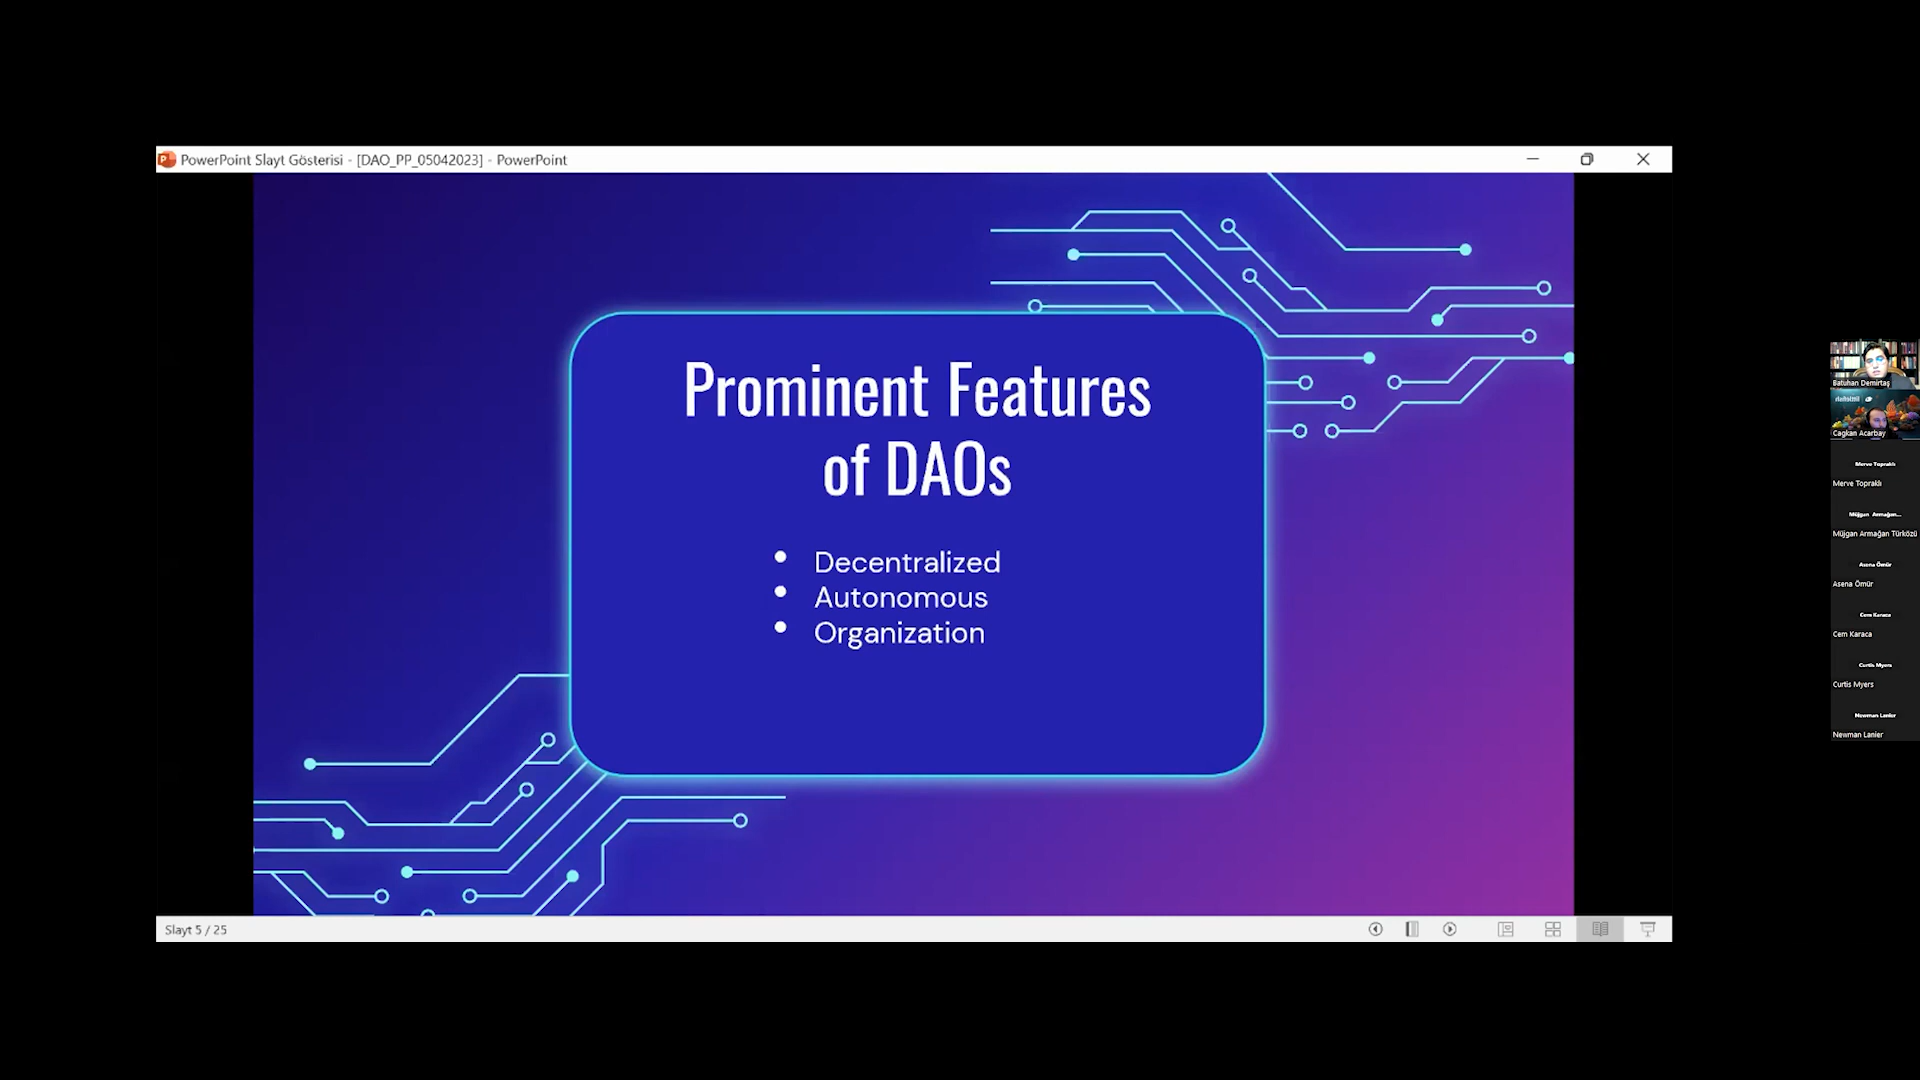 PowerPoint Slayt Gösterisi - [DAO_PP_05042023] - PowerPoint
Prominent Features
of DAOs
Decentralized
Autonomous
Organization
Slayt 5 / 25
Batuhan Demirtaş
Cagkan Acarbay
Merve Topraklı
Merve Topraklı
Müjgan Armağan...
Müjgan Armağan Türközü
Asena Ömür
Asena Ömür
Cem Karaca
Cem Karaca
Curtis Myers
Curtis Myers
Newman Lanier
Newman Lanier